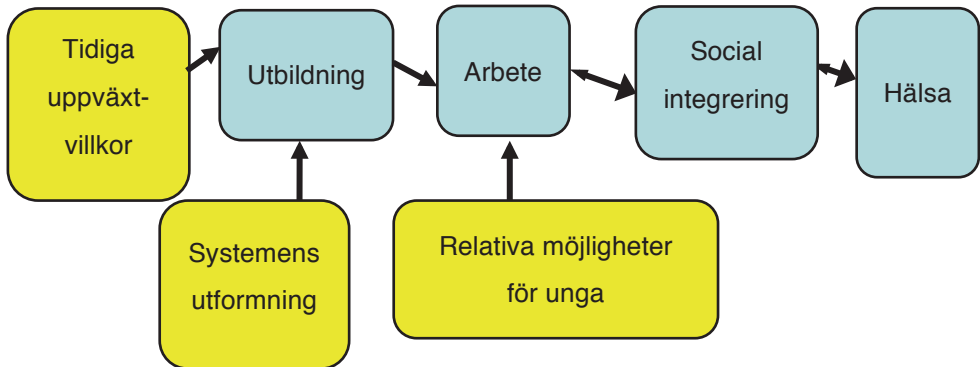 Tidiga
uppväxt-
villkor
Utbildning
Arbete
Social
integrering
Hälsa
Systemens
utformning
Relativa möjligheter
för unga